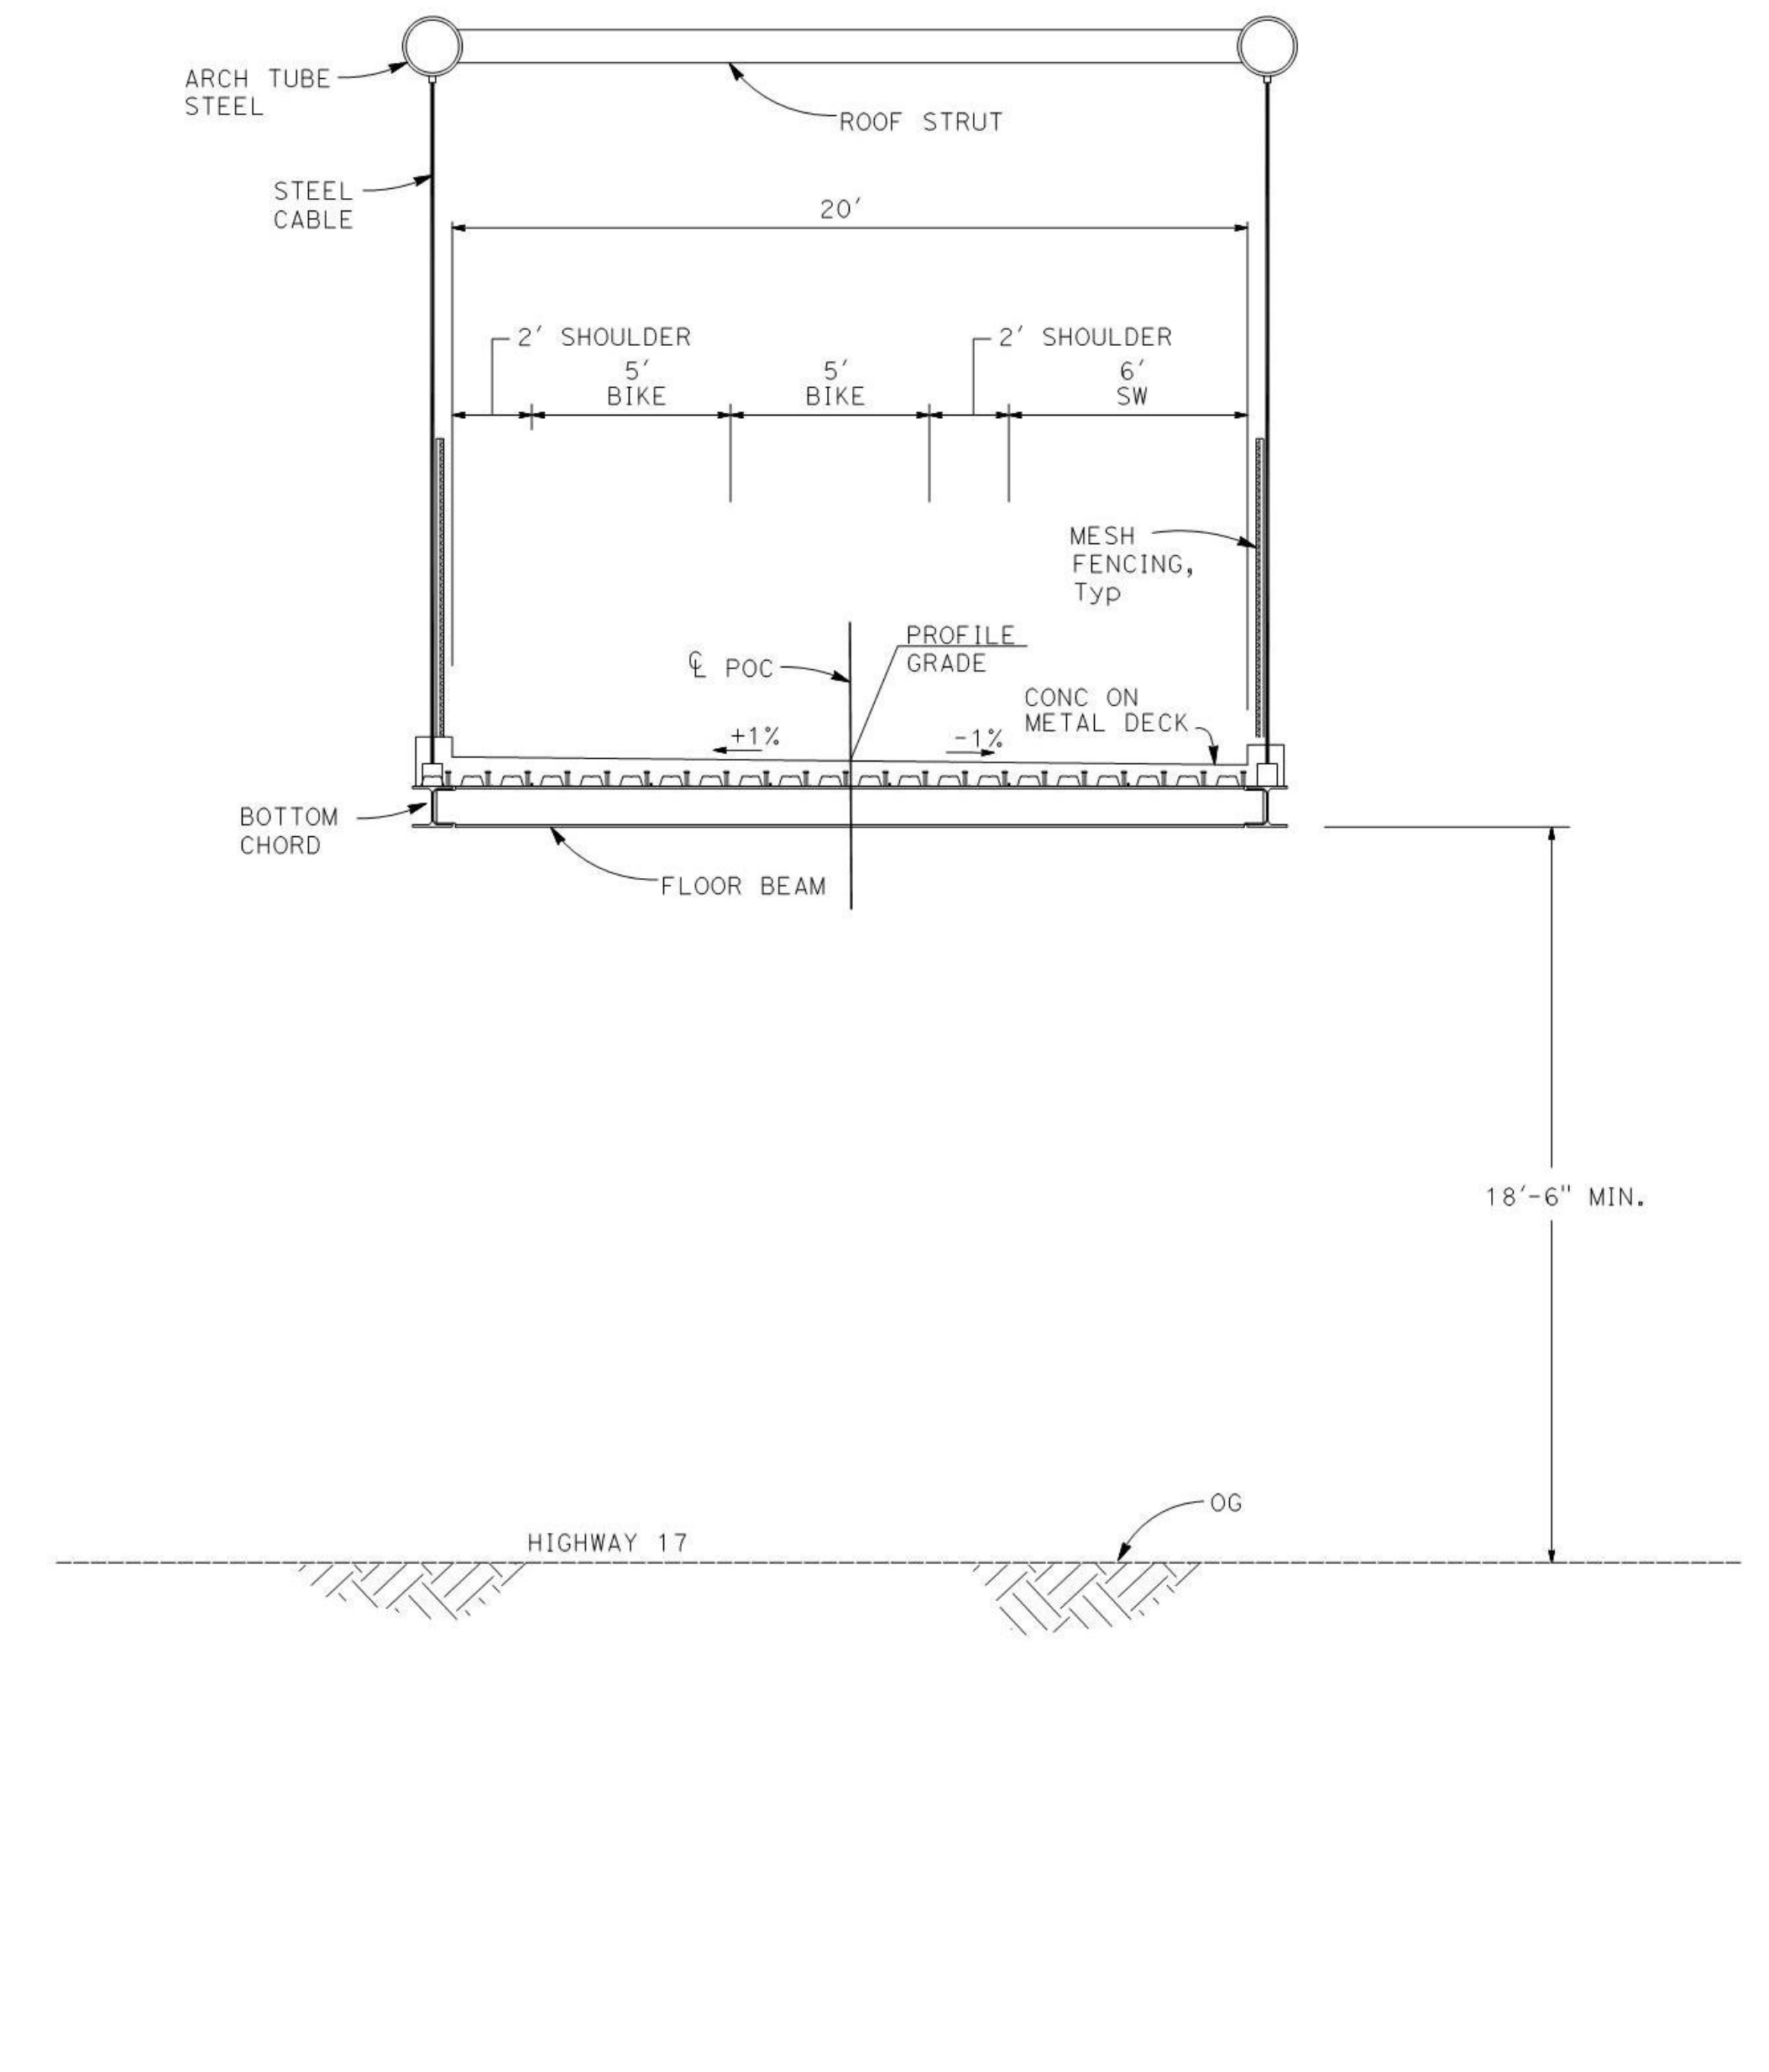 ARCH TUBE
STEEL
ROOF STRUT
STEEL
CABLE
20'
2' SHOULDER
2' SHOULDER
5'
BIKE
5'
BIKE
6'
SW
MESH
FENCING,
Typ
PROFILE
GRADE
℄ POC
CONC ON
METAL DECK
+1%
-1%
BOTTOM
CHORD
FLOOR BEAM
18'-6" MIN.
OG
HIGHWAY 17